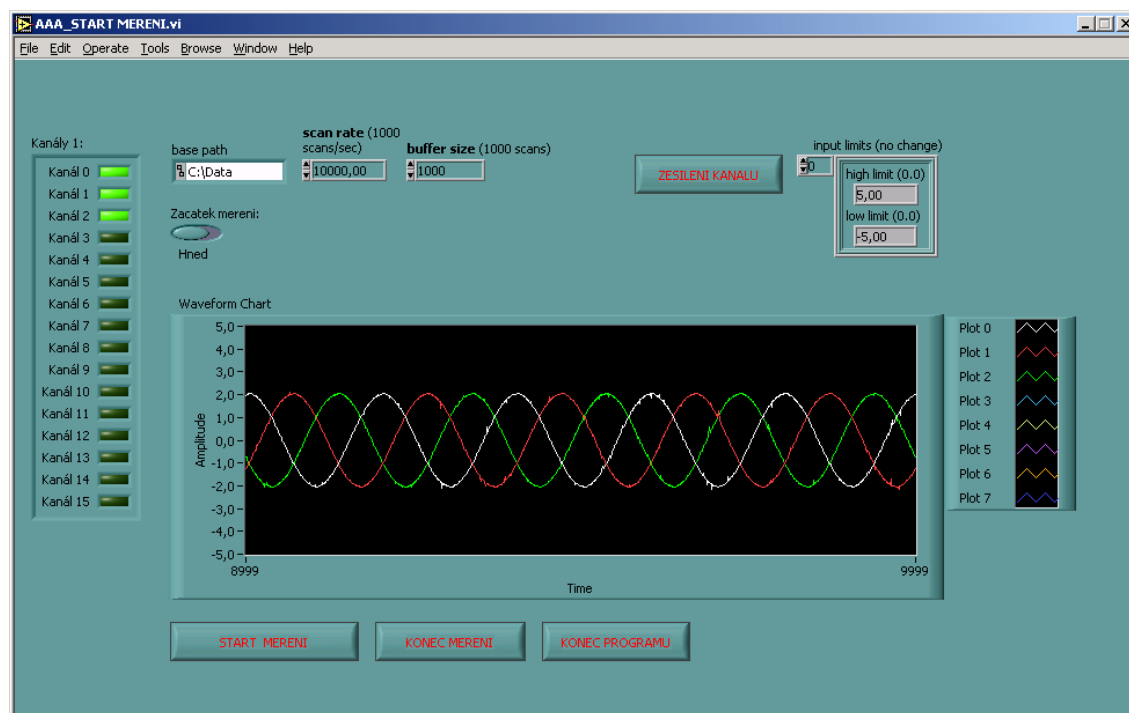 AAA_START MERENI.vi
File Edit Operate Tools Browse Window Help
Kanály 1:
Kanál 0
Kanál 1
Kanál 2
Kanál 3
Kanál 4
Kanál 5
Kanál 6
Kanál 7
Kanál 8
Kanál 9
Kanál 10
Kanál 11
Kanál 12
Kanál 13
Kanál 14
Kanál 15
base path
C:\Data
scan rate (1000
scans/sec)
10000,00
buffer size (1000 scans)
1000
Zacatek mereni:
Hned
ZESILENI KANALU
input limits (no change)
0
high limit (0.0)
5,00
low limit (0.0)
-5,00
Waveform Chart
5,0
4,0
3,0
2,0
1,0
0,0
-1,0
-2,0
-3,0
-4,0
-5,0
Amplitude
8999
9999
Time
Plot 0
Plot 1
Plot 2
Plot 3
Plot 4
Plot 5
Plot 6
Plot 7
START MERENI
KONEC MERENI
KONEC PROGRAMU